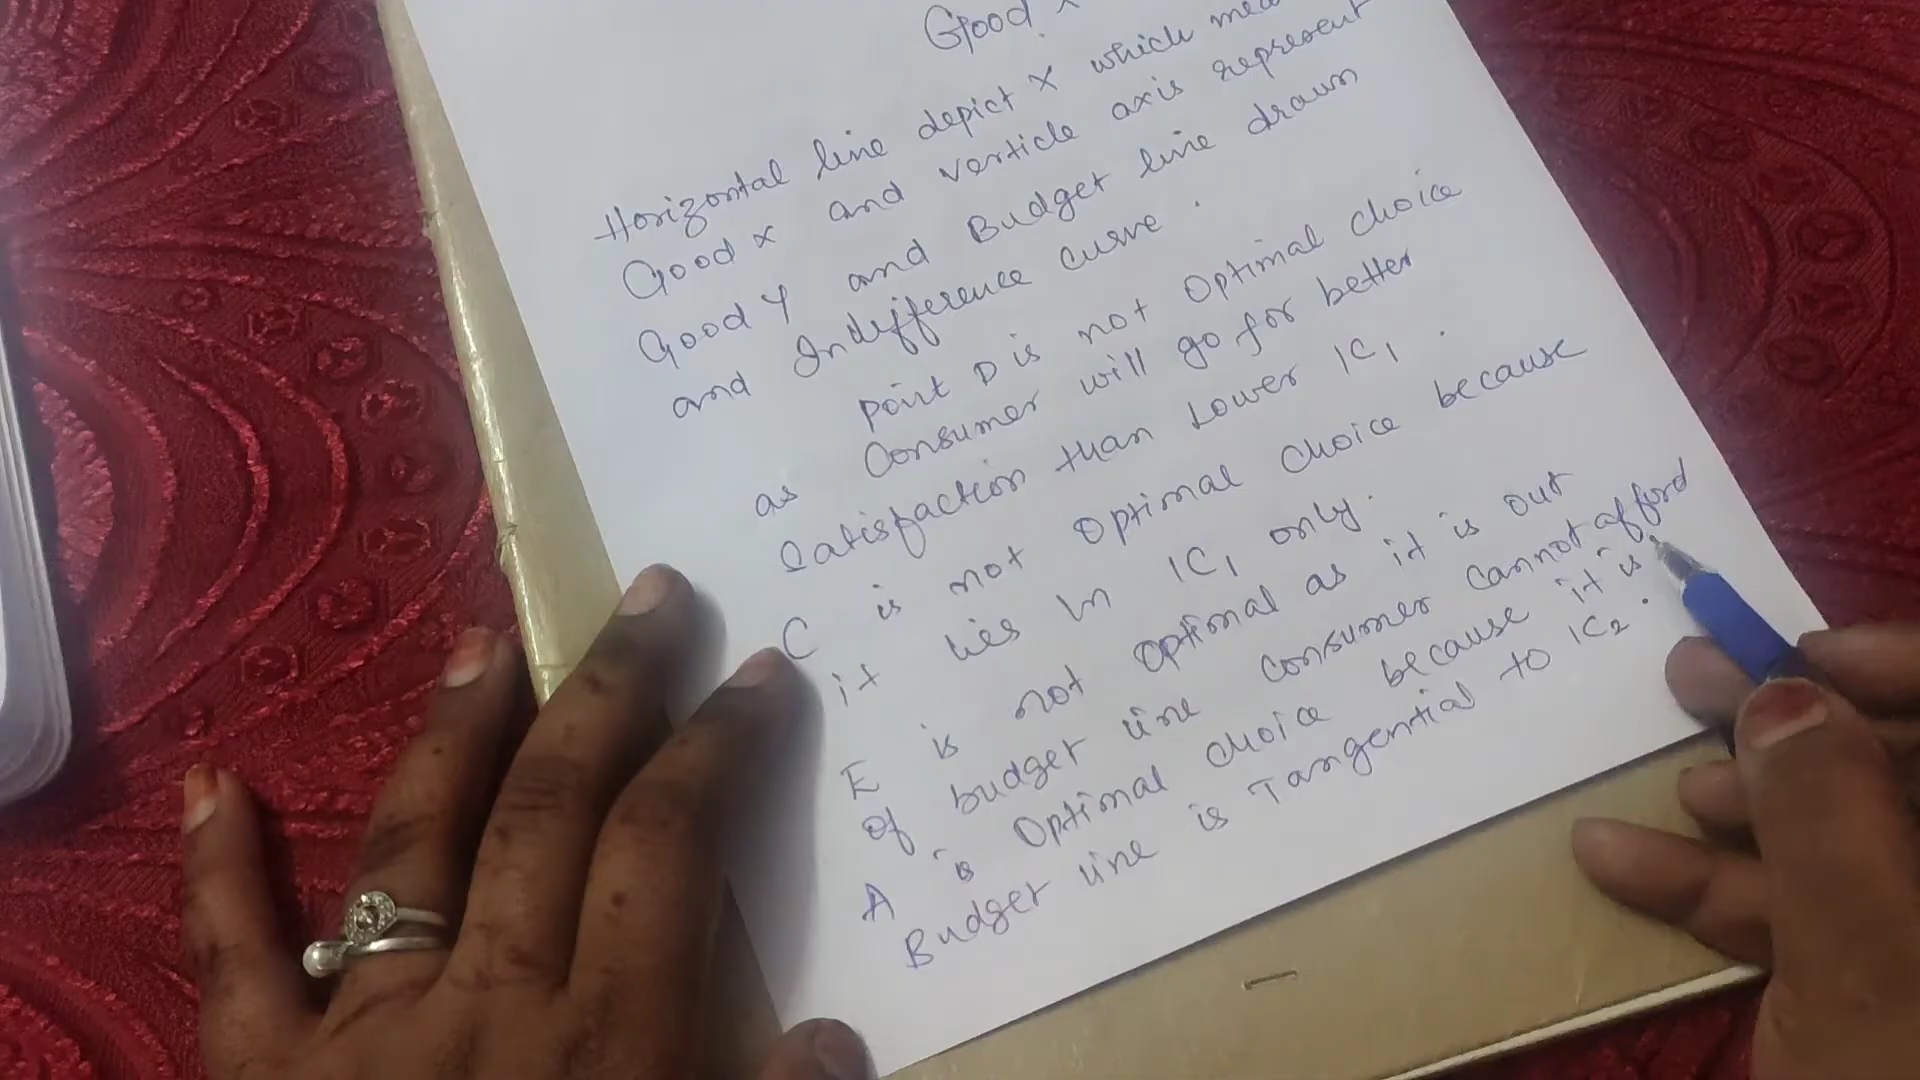 Good X
Horizontal line depict X which mea
Good x and verticle axis represent
Good Y and Budget line drawn
and Indifference Curve.
point D is not Optimal choice
as Consumer will go for better
Satisfaction than Lower IC1.
C is not Optimal choice because
it lies in IC1 only.
E is not Optimal as it is out
of budget line Consumer cannot afford
A is Optimal choice because it is
Budget line is Tangential to IC2.